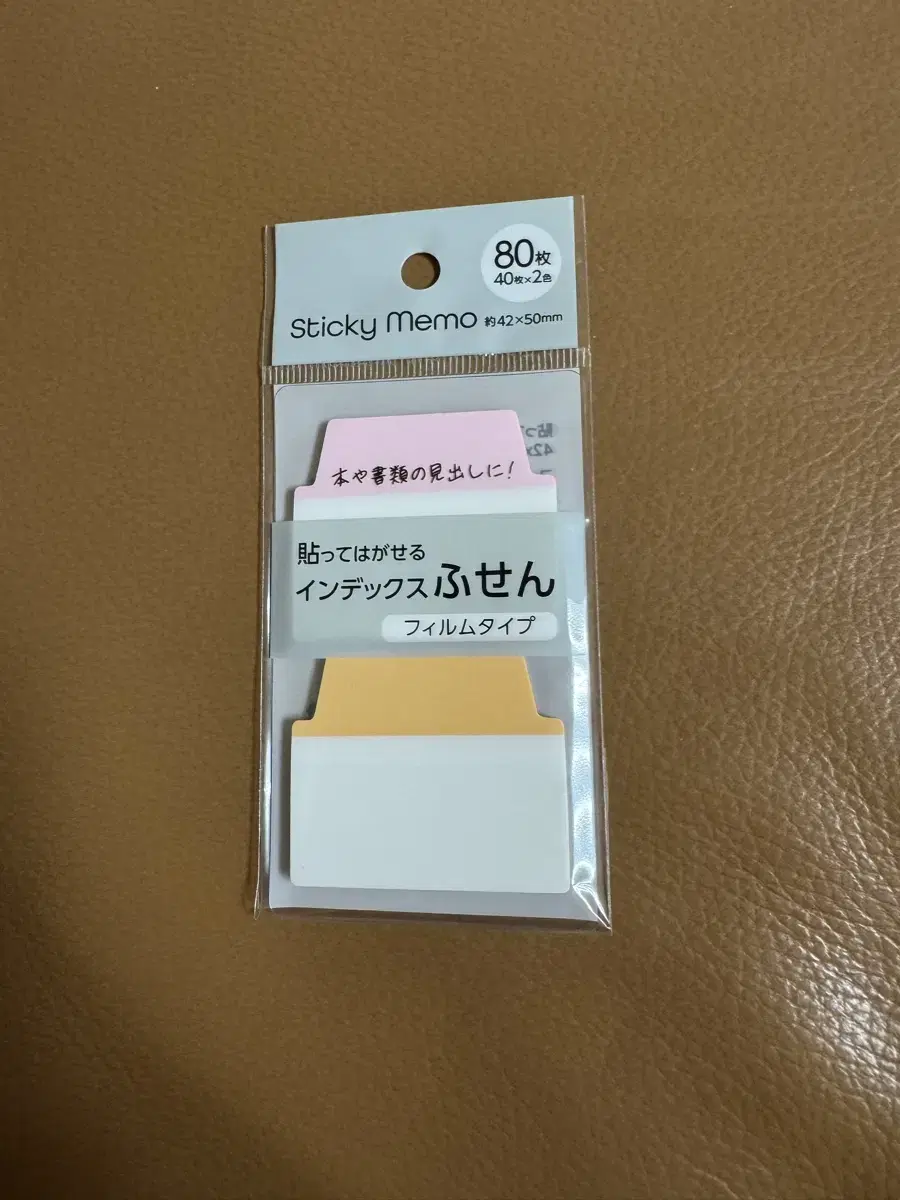 80枚
40枚×2色
Sticky Memo 約42×50mm
本や書類の見出しに!
貼ってはがせる
インデックスふせん
フィルムタイプ